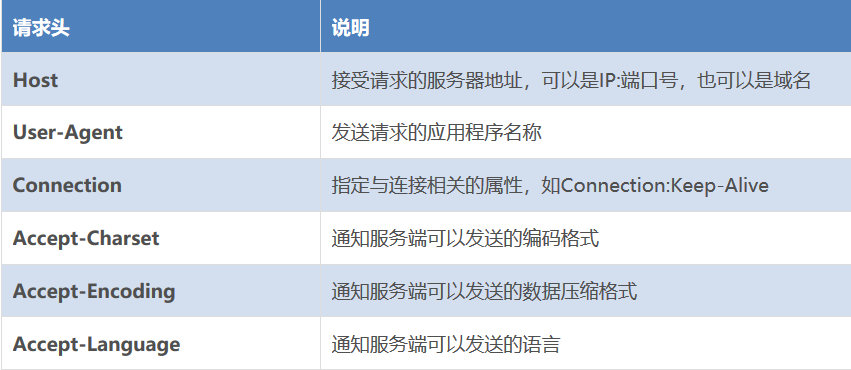 请求头 说明
Host 接受请求的服务器地址，可以是IP:端口号，也可以是域名
User-Agent 发送请求的应用程序名称
Connection 指定与连接相关的属性，如Connection:Keep-Alive
Accept-Charset 通知服务端可以发送的编码格式
Accept-Encoding 通知服务端可以发送的数据压缩格式
Accept-Language 通知服务端可以发送的语言